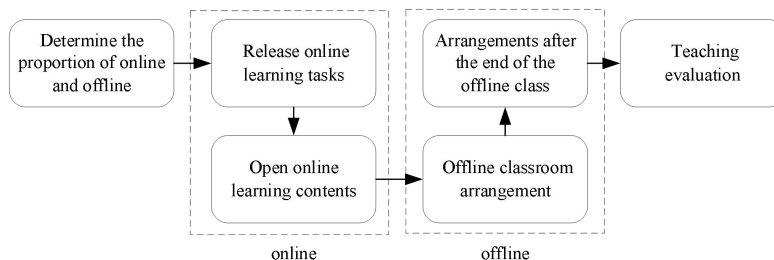 Determine the
proportion of online
and offline
Release online
learning tasks
Open online
learning contents
online
Arrangements after
the end of the
offline class
Offline classroom
arrangement
offline
Teaching
evaluation